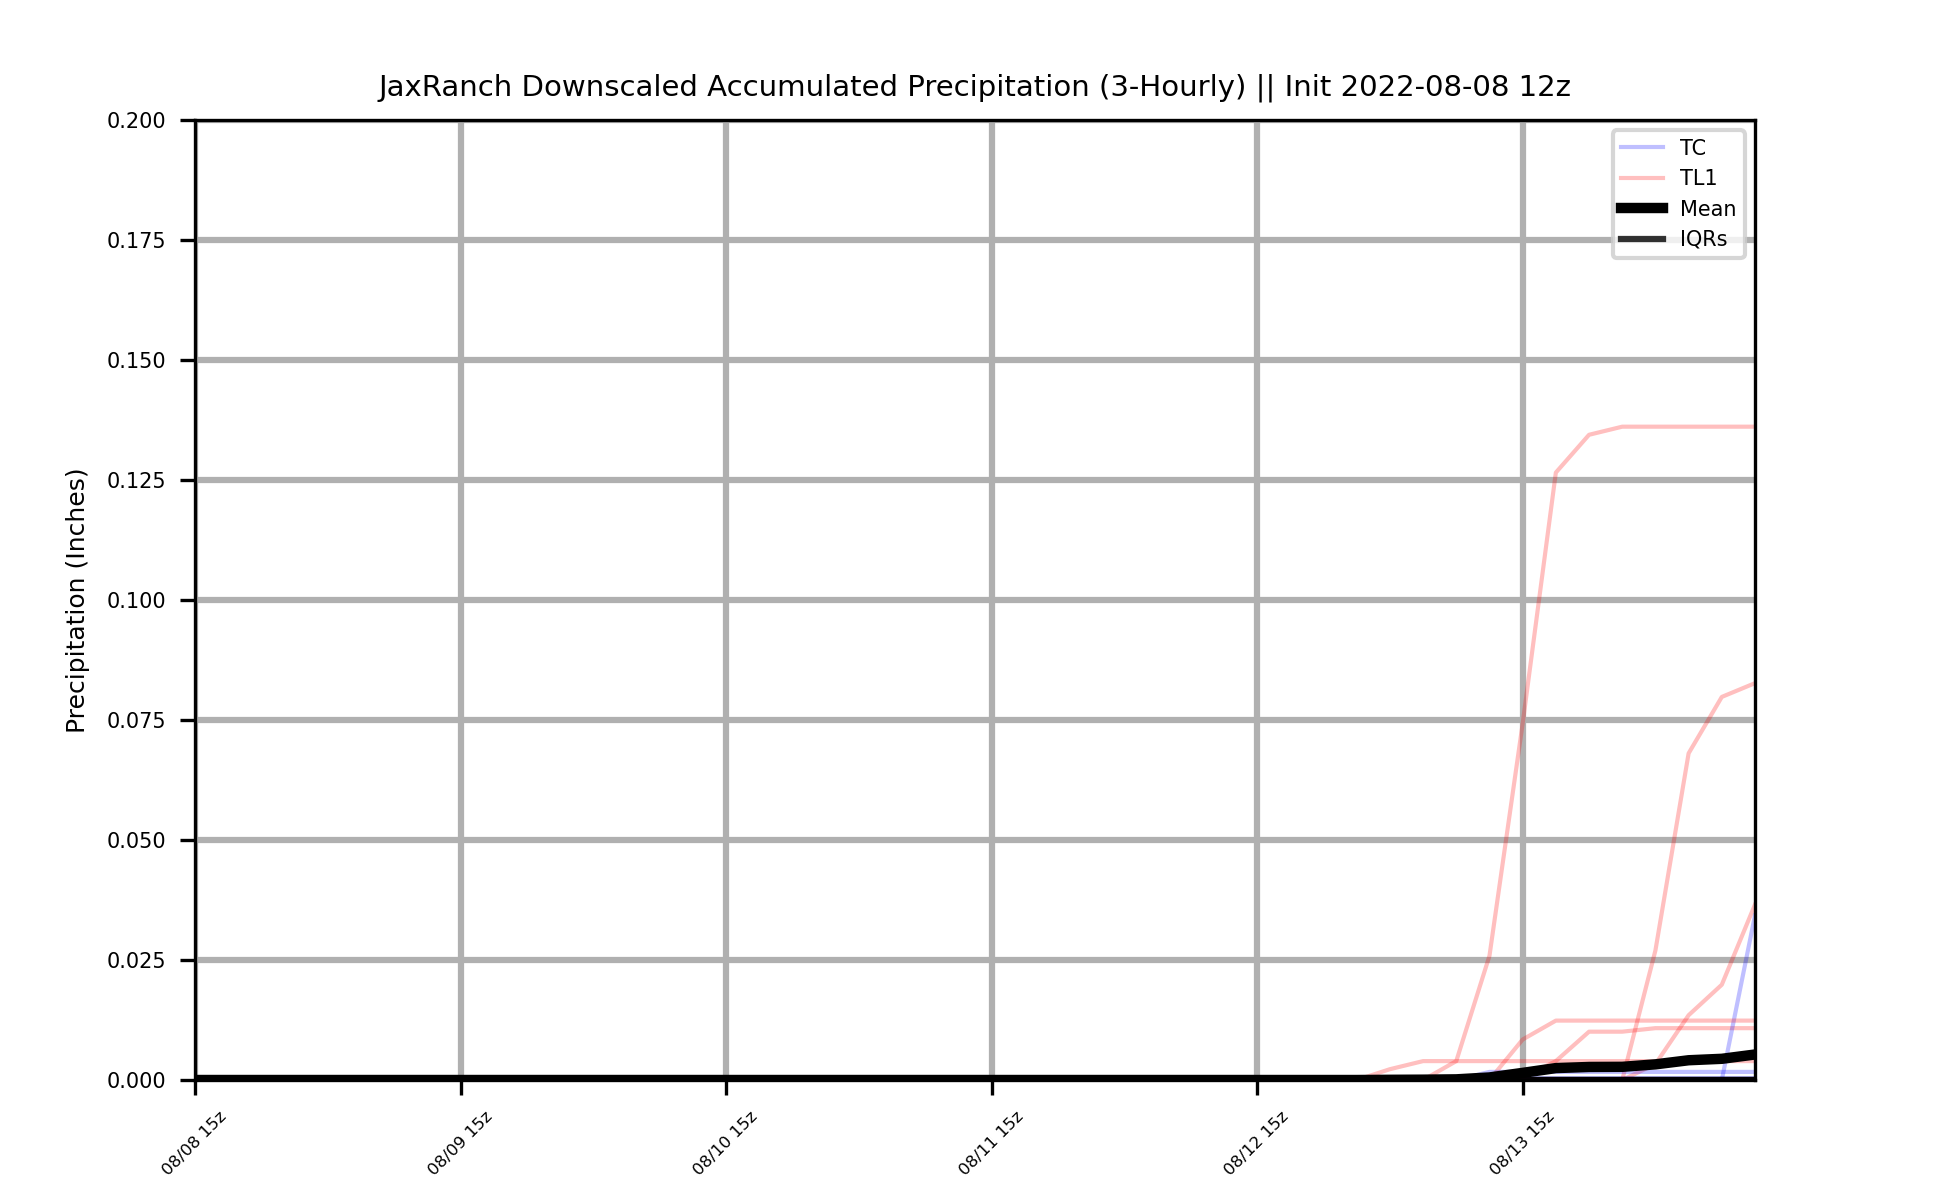 JaxRanch Downscaled Accumulated Precipitation (3-Hourly) || Init 2022-08-08 12z
TC
TL1
Mean
IQRs
Precipitation (Inches)
0.200
0.175
0.150
0.125
0.100
0.075
0.050
0.025
0.000
08/08 15z
08/09 15z
08/10 15z
08/11 15z
08/12 15z
08/13 15z